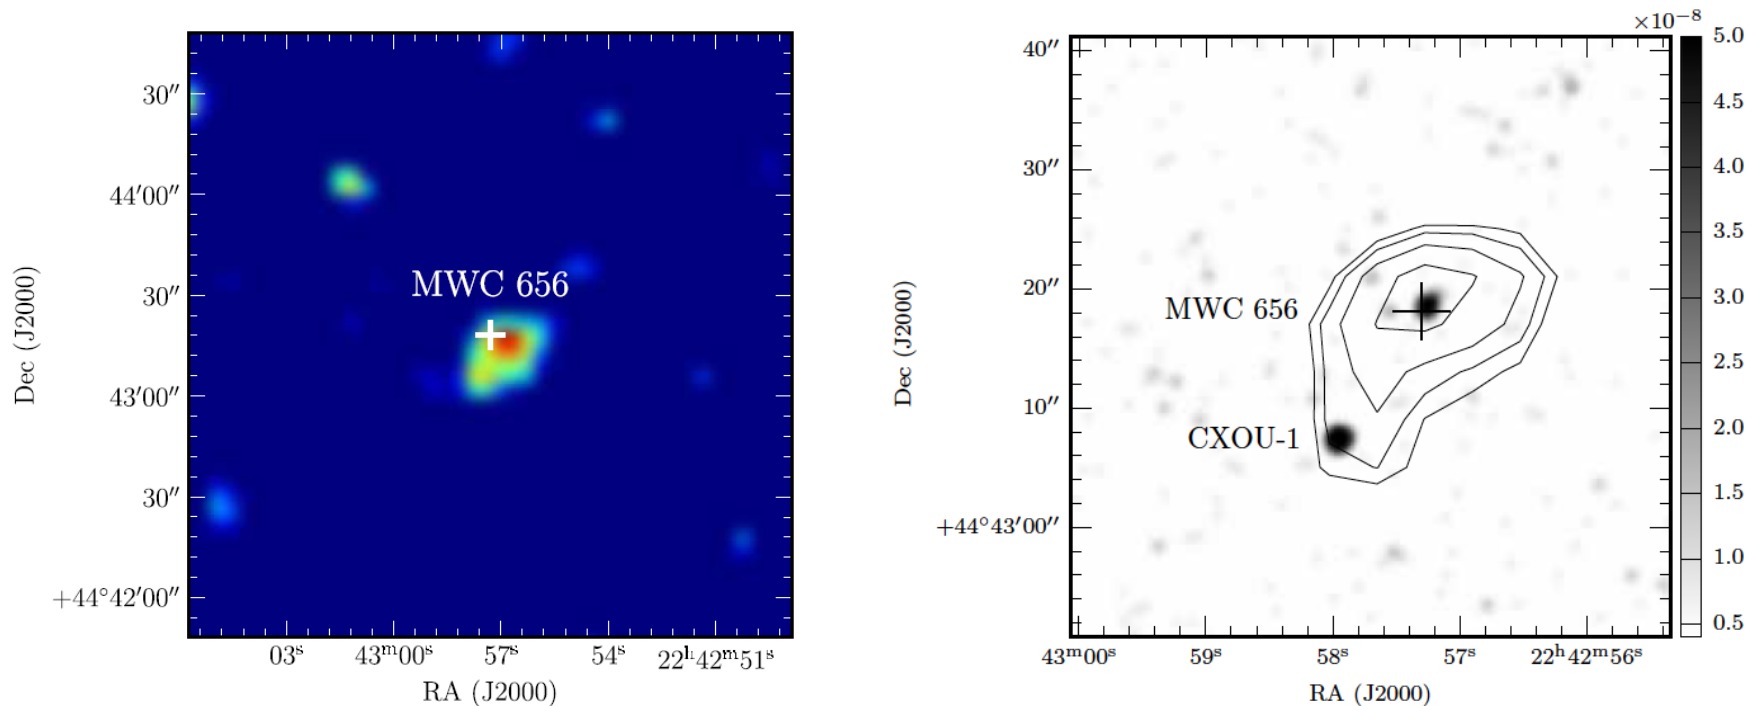 30″
44′00″
MWC 656
30″
Dec (J2000)
43′00″
30″
+44°42′00″
03ˢ 43ᵐ00ˢ 57ˢ 54ˢ 22ʰ42ᵐ51ˢ
RA (J2000)
×10⁻⁸
40″
5.0
4.5
30″
4.0
3.5
20″
MWC 656
3.0
Dec (J2000)
2.5
10″
2.0
CXOU-1
1.5
+44°43′00″
1.0
0.5
43ᵐ00ˢ 59ˢ 58ˢ 57ˢ 22ʰ42ᵐ56ˢ
RA (J2000)